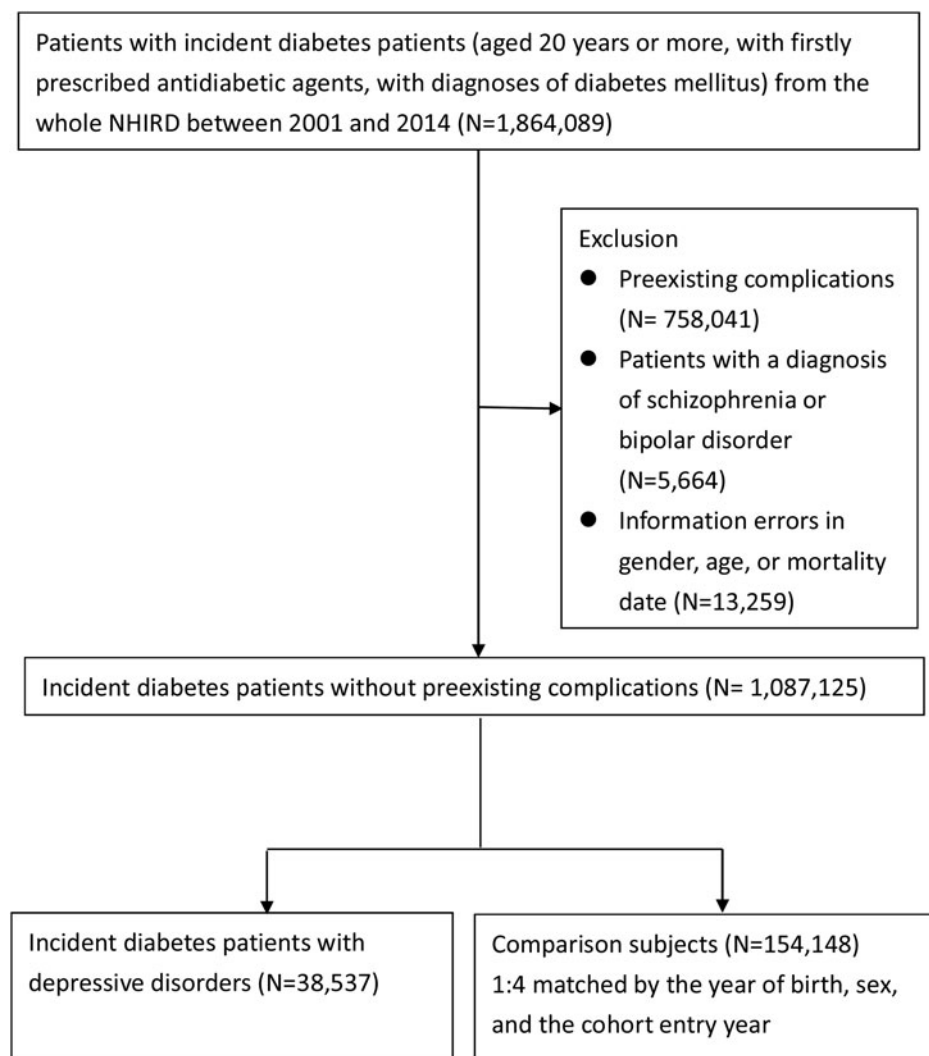 Patients with incident diabetes patients (aged 20 years or more, with firstly
prescribed antidiabetic agents, with diagnoses of diabetes mellitus) from the
whole NHIRD between 2001 and 2014 (N=1,864,089)
Exclusion
● Preexisting complications
(N= 758,041)
● Patients with a diagnosis
of schizophrenia or
bipolar disorder
(N=5,664)
● Information errors in
gender, age, or mortality
date (N=13,259)
Incident diabetes patients without preexisting complications (N= 1,087,125)
Incident diabetes patients with
depressive disorders (N=38,537)
Comparison subjects (N=154,148)
1:4 matched by the year of birth, sex,
and the cohort entry year